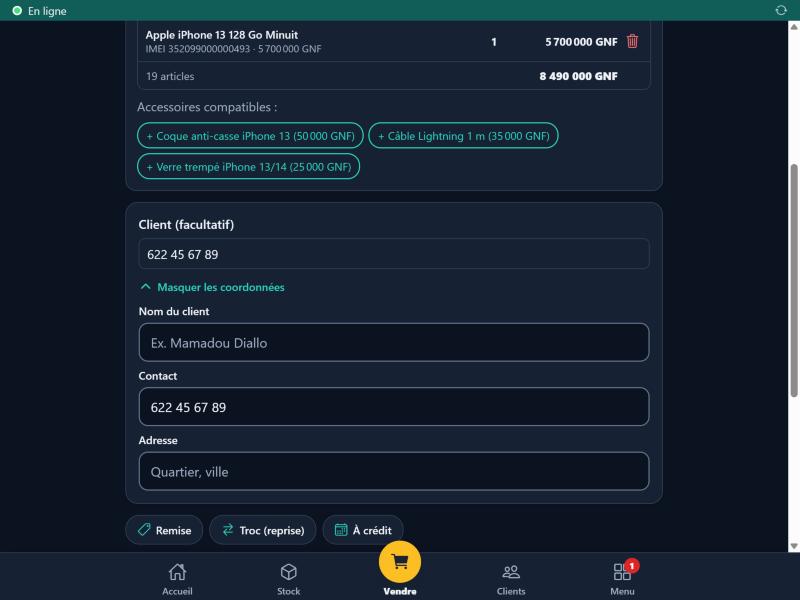 En ligne
Apple iPhone 13 128 Go Minuit
IMEI 352099000000493 · 5 700 000 GNF
1
5 700 000 GNF
19 articles
8 490 000 GNF
Accessoires compatibles :
+ Coque anti-casse iPhone 13 (50 000 GNF)
+ Câble Lightning 1 m (35 000 GNF)
+ Verre trempé iPhone 13/14 (25 000 GNF)
Client (facultatif)
622 45 67 89
Masquer les coordonnées
Nom du client
Ex. Mamadou Diallo
Contact
622 45 67 89
Adresse
Quartier, ville
Remise
Troc (reprise)
À crédit
Accueil
Stock
Vendre
Clients
1
Menu